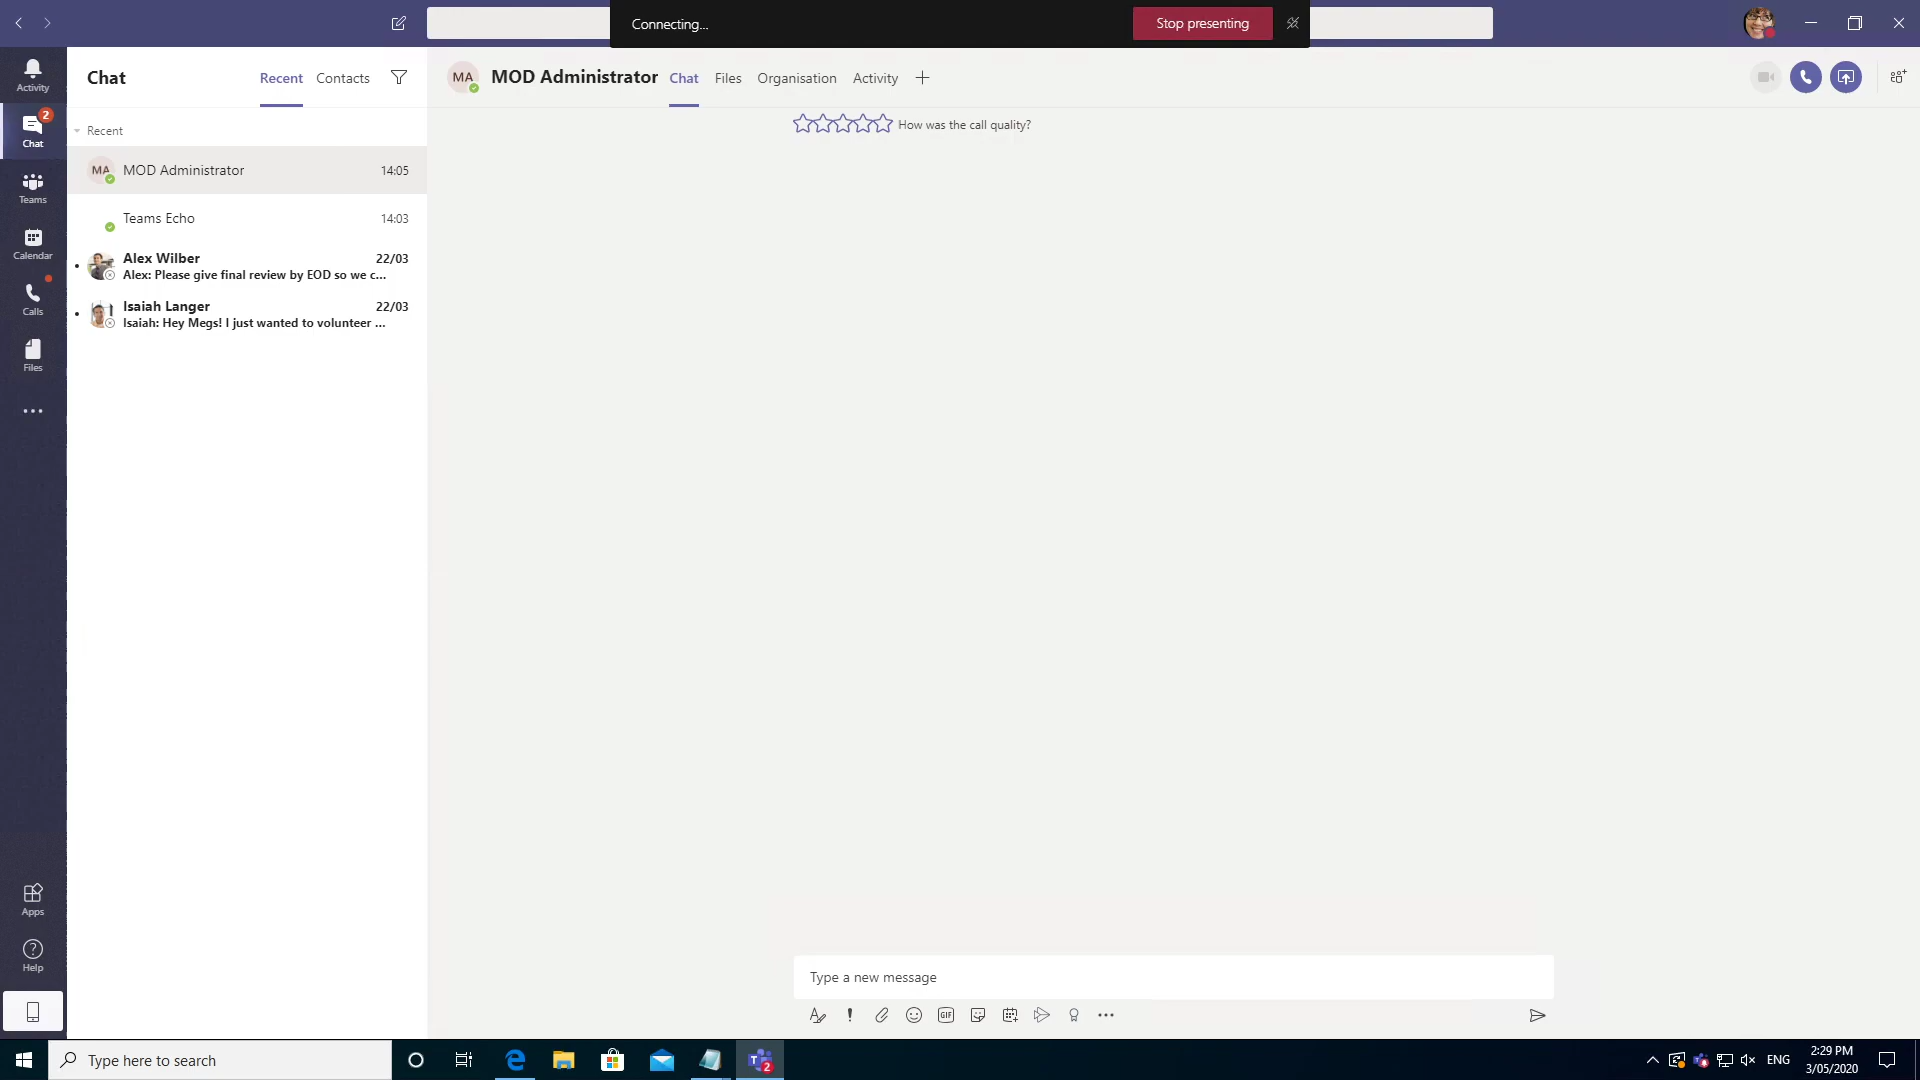 Connecting...
Stop presenting
Activity
2
Chat
Teams
Calendar
Calls
Files
Apps
Help
Chat
Recent
Contacts
Recent
MA
MOD Administrator
14:05
Teams Echo
14:03
Alex Wilber
22/03
Alex: Please give final review by EOD so we c...
Isaiah Langer
22/03
Isaiah: Hey Megs! I just wanted to volunteer ...
MA
MOD Administrator
Chat
Files
Organisation
Activity
How was the call quality?
Type a new message
GIF
Type here to search
T
2
ENG
2:29 PM
3/05/2020